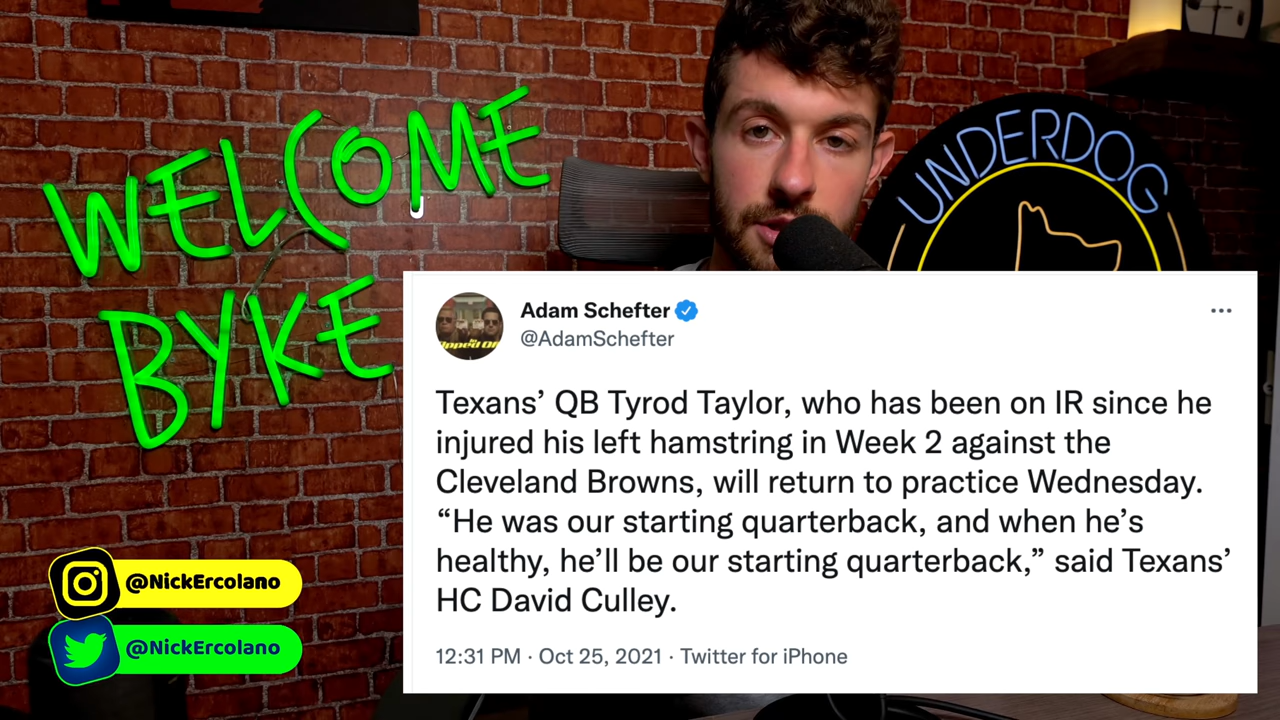 WELCOME
BYKE
UNDERDOG
Adam Schefter
@AdamSchefter
Texans’ QB Tyrod Taylor, who has been on IR since he
injured his left hamstring in Week 2 against the
Cleveland Browns, will return to practice Wednesday.
“He was our starting quarterback, and when he’s
healthy, he’ll be our starting quarterback,” said Texans’
HC David Culley.
12:31 PM · Oct 25, 2021 · Twitter for iPhone
@NickErcolano
@NickErcolano